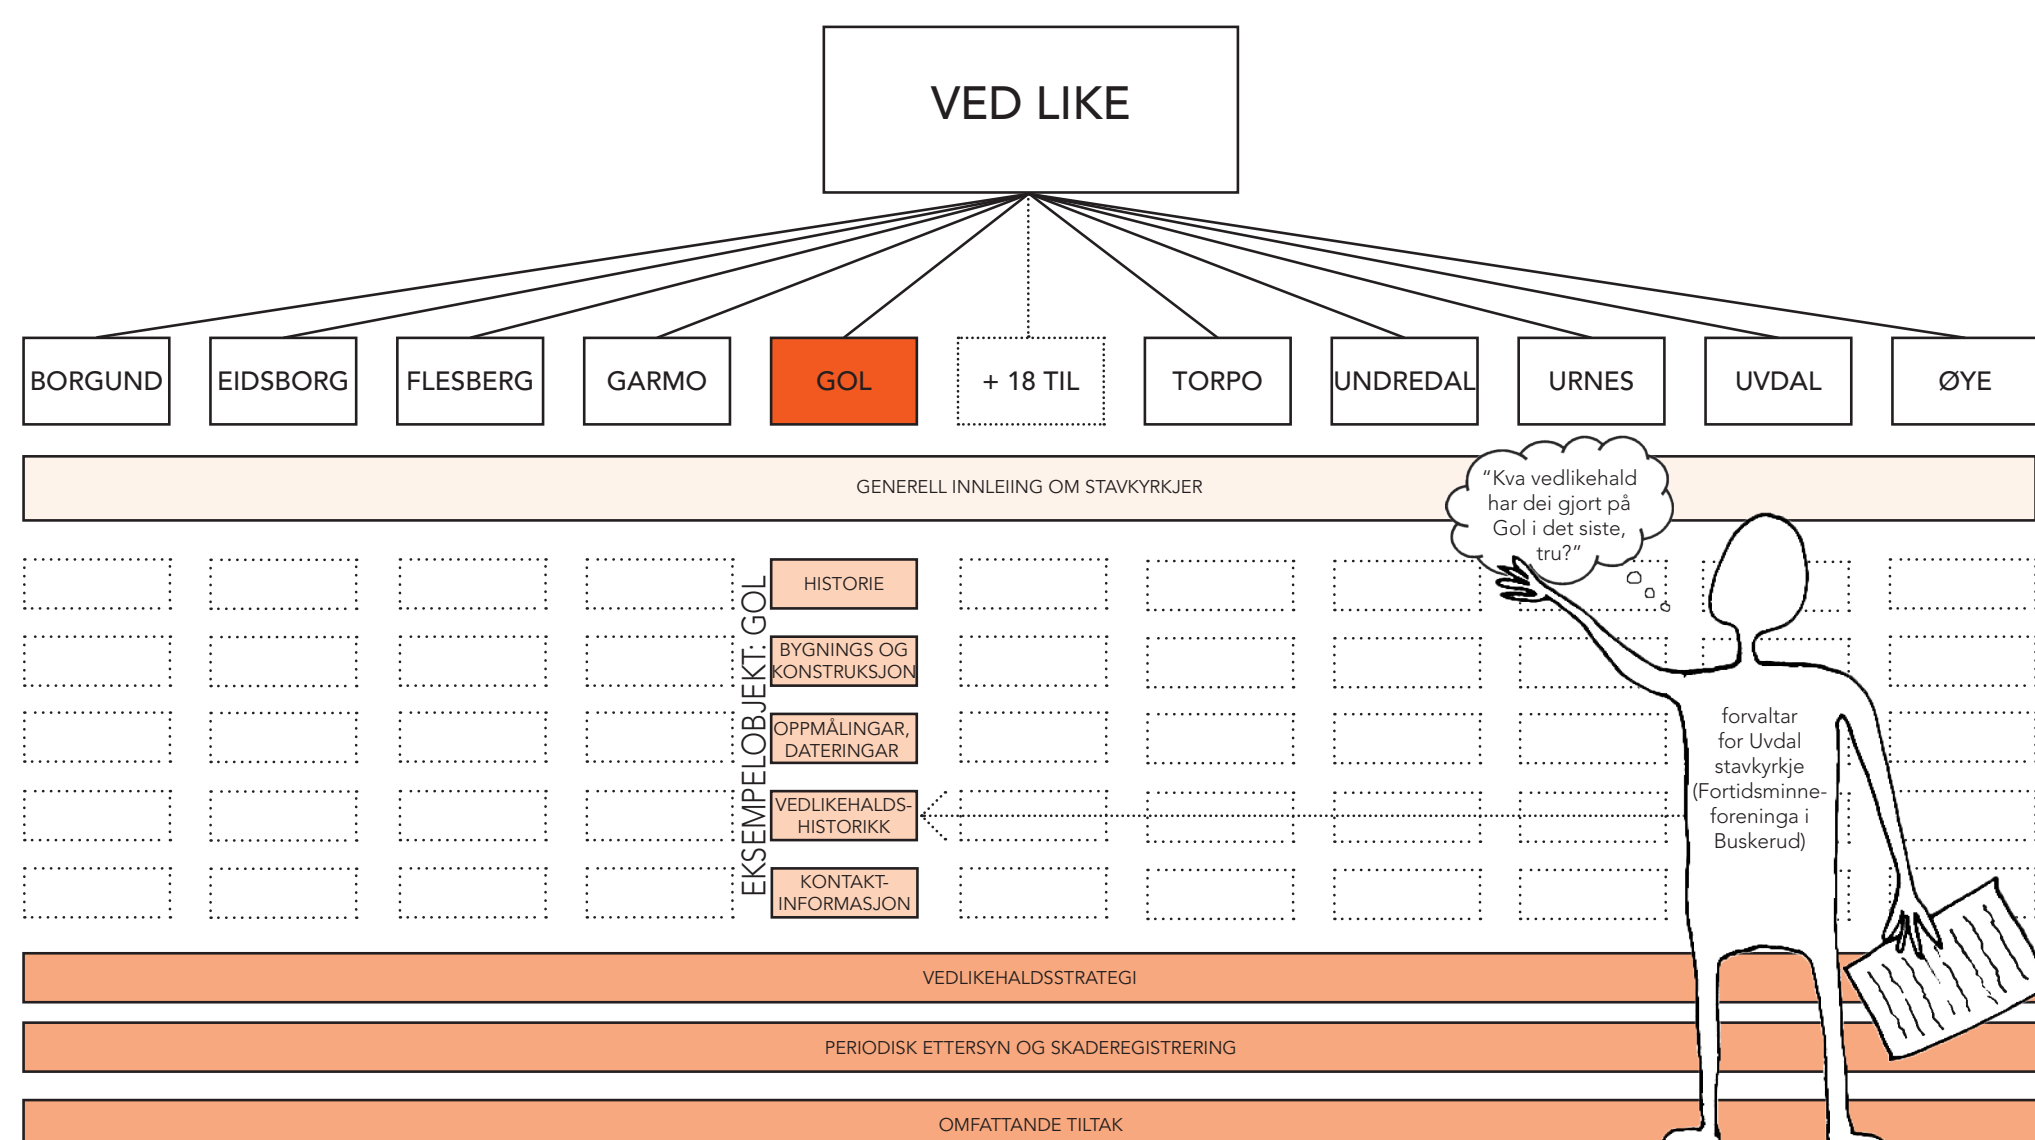 VED LIKE
BORGUND
EIDSBORG
FLESBERG
GARMO
GOL
+ 18 TIL
TORPO
UNDREDAL
URNES
UVDAL
ØYE
GENERELL INNLEIING OM STAVKYRKJER
"Kva vedlikehald
har dei gjort på
Gol i det siste,
tru?"
EKSEMPELOBJEKT: GOL
HISTORIE
BYGNINGS OG
KONSTRUKSJON
OPPMÅLINGAR,
DATERINGAR
VEDLIKEHALDS-
HISTORIKK
KONTAKT-
INFORMASJON
forvaltar
for Uvdal
stavkyrkje
(Fortidsminne-
foreninga i
Buskerud)
VEDLIKEHALDSSTRATEGI
PERIODISK ETTERSYN OG SKADEREGISTRERING
OMFATTANDE TILTAK